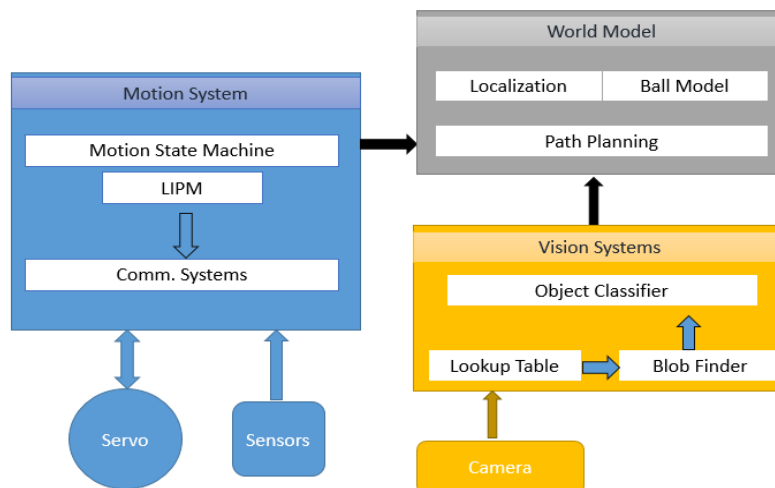 World Model
Localization
Ball Model
Path Planning
Motion System
Motion State Machine
LIPM
Comm. Systems
Servo
Sensors
Vision Systems
Object Classifier
Lookup Table
Blob Finder
Camera